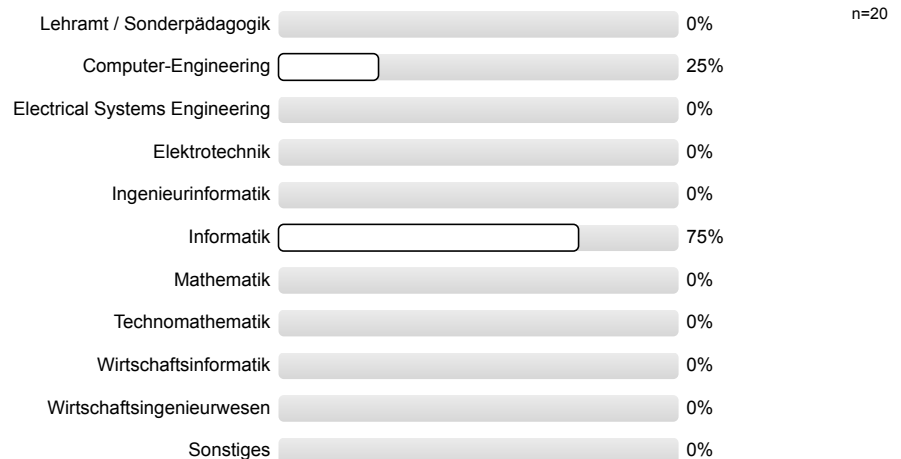 Lehramt / Sonderpädagogik 0% n=20
Computer-Engineering 25%
Electrical Systems Engineering 0%
Elektrotechnik 0%
Ingenieurinformatik 0%
Informatik 75%
Mathematik 0%
Technomathematik 0%
Wirtschaftsinformatik 0%
Wirtschaftsingenieurwesen 0%
Sonstiges 0%